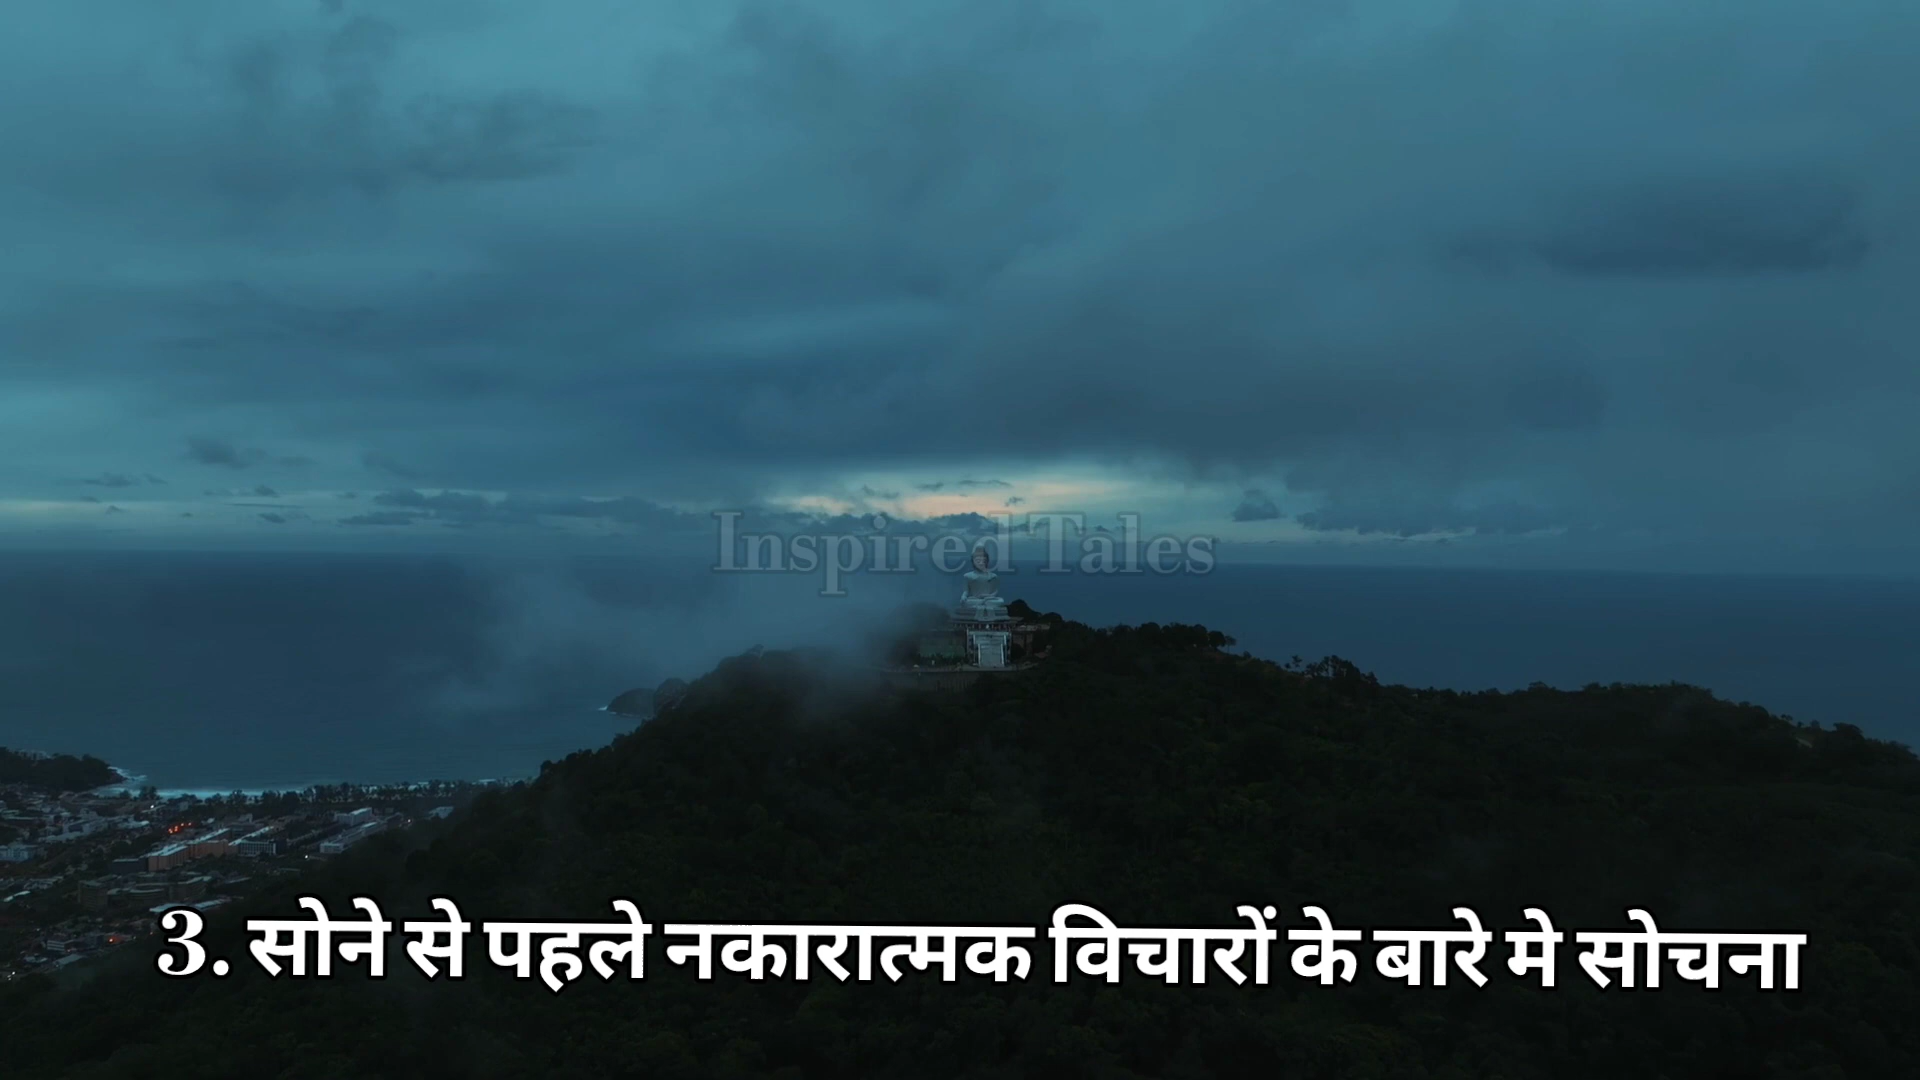 Inspired Tales
3. सोने से पहले नकारात्मक विचारों के बारे मे सोचना